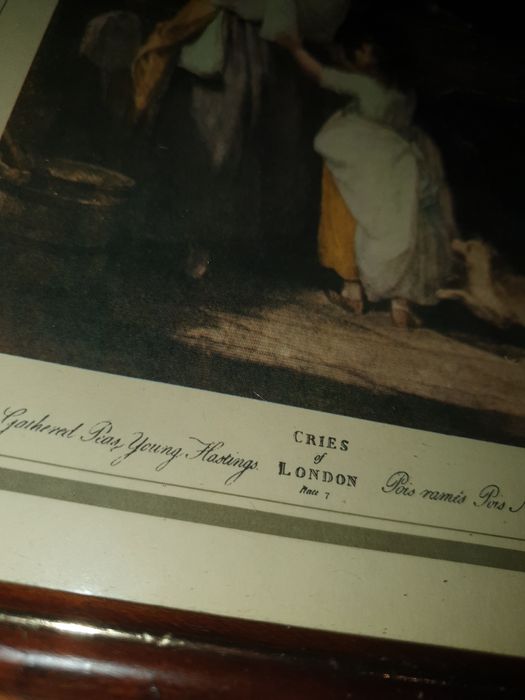 Gathered Peas, Young Hastings.
CRIES
of
LONDON
Plate 7
Pois ramés Pois